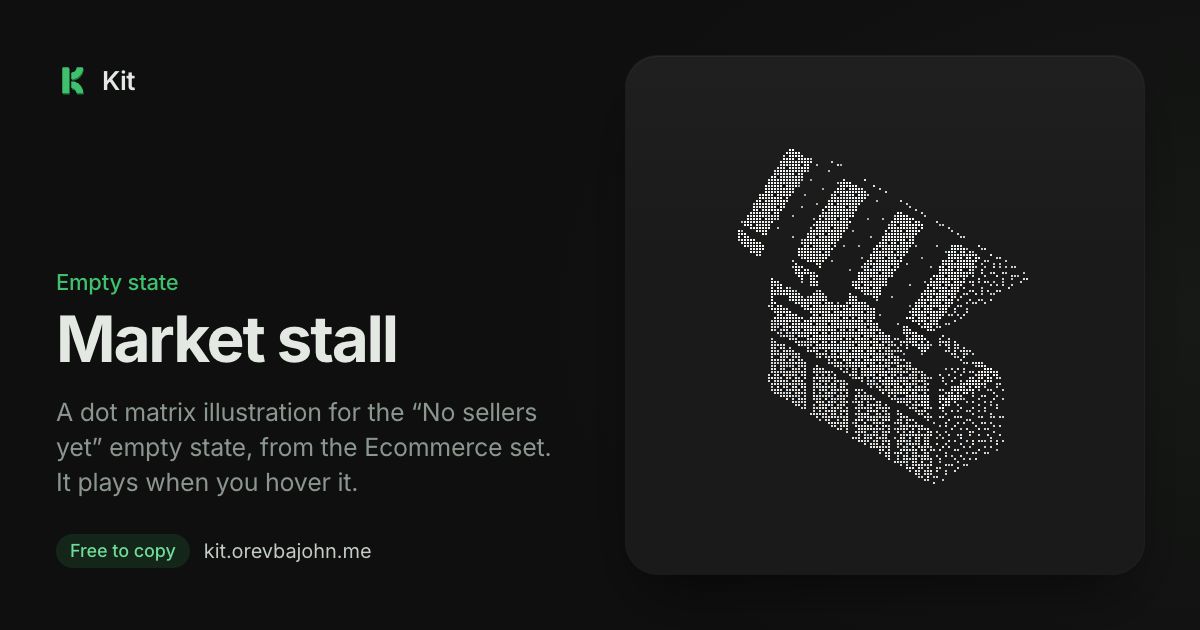 Kit
Empty state
Market stall
A dot matrix illustration for the “No sellers
yet” empty state, from the Ecommerce set.
It plays when you hover it.
Free to copy
kit.orevbajohn.me